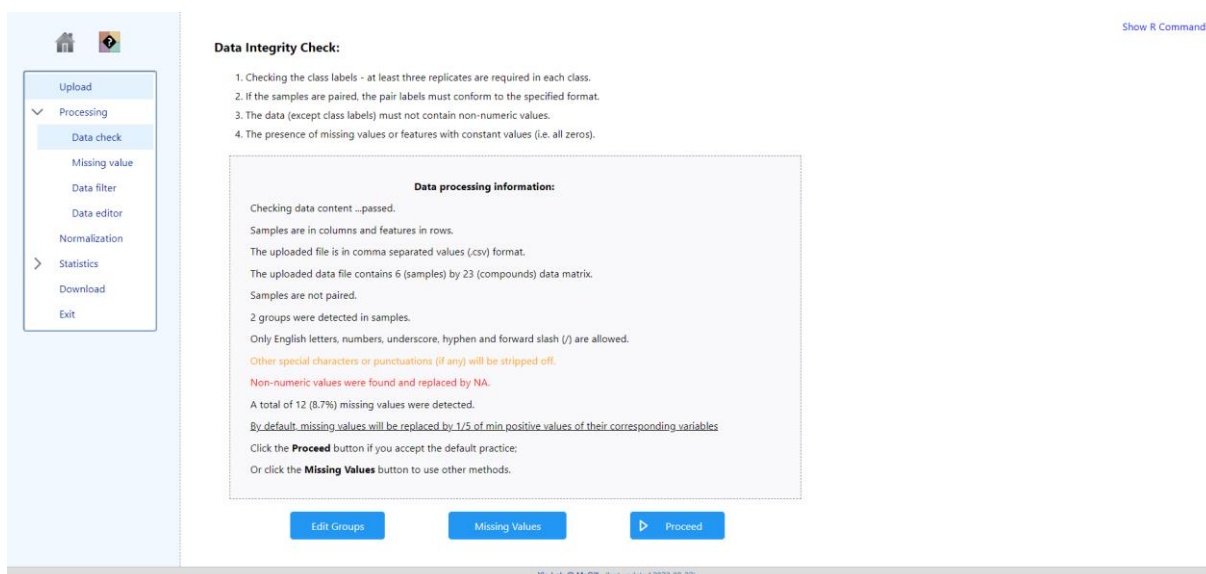 Show R Command
Data Integrity Check:
1. Checking the class labels - at least three replicates are required in each class.
2. If the samples are paired, the pair labels must conform to the specified format.
3. The data (except class labels) must not contain non-numeric values.
4. The presence of missing values or features with constant values (i.e. all zeros).
Upload
Processing
Data check
Missing value
Data filter
Data editor
Normalization
Statistics
Download
Exit
Data processing information:
Checking data content ...passed.
Samples are in columns and features in rows.
The uploaded file is in comma separated values (.csv) format.
The uploaded data file contains 6 (samples) by 23 (compounds) data matrix.
Samples are not paired.
2 groups were detected in samples.
Only English letters, numbers, underscore, hyphen and forward slash (/) are allowed.
Other special characters or punctuations (if any) will be stripped off.
Non-numeric values were found and replaced by NA.
A total of 12 (8.7%) missing values were detected.
By default, missing values will be replaced by 1/5 of min positive values of their corresponding variables
Click the Proceed button if you accept the default practice;
Or click the Missing Values button to use other methods.
Edit Groups
Missing Values
Proceed